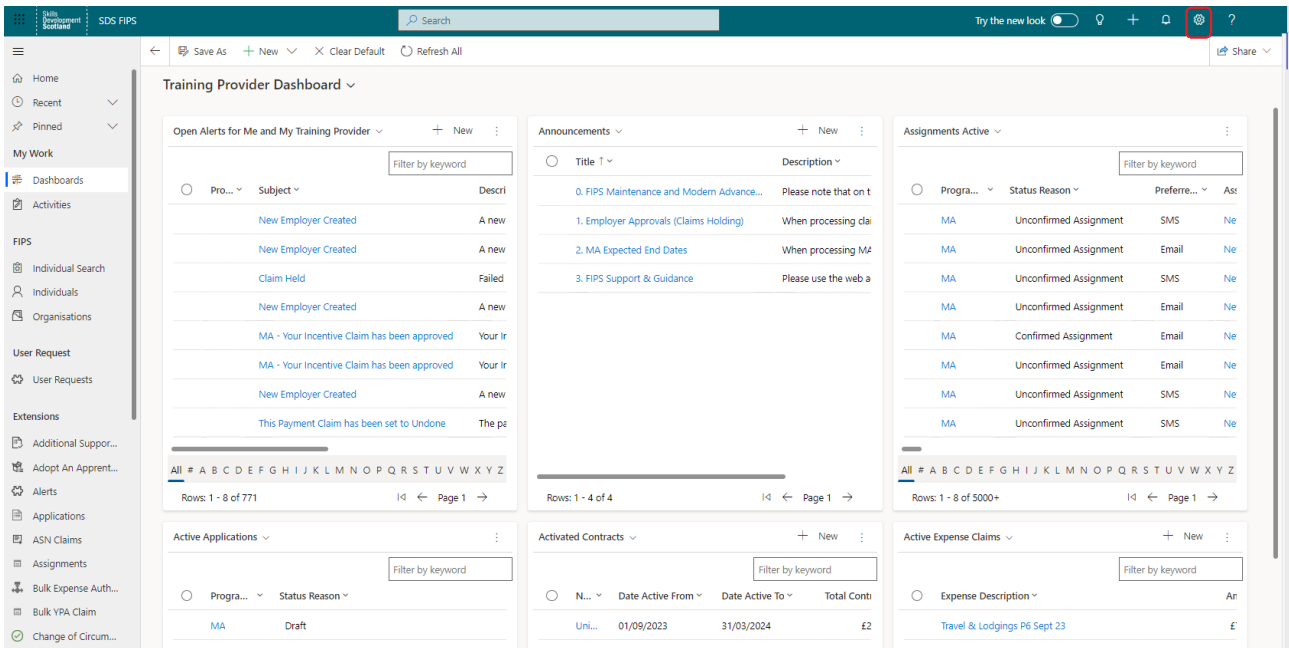 Skills
Development
Scotland
SDS FIPS
Search
Try the new look
?
Save As
New
Clear Default
Refresh All
Share
Home
Recent
Pinned
My Work
Dashboards
Activities
FIPS
Individual Search
Individuals
Organisations
User Request
User Requests
Extensions
Additional Suppor...
Adopt An Apprent...
Alerts
Applications
ASN Claims
Assignments
Bulk Expense Auth...
Bulk YPA Claim
Change of Circum...
Training Provider Dashboard
Open Alerts for Me and My Training Provider
New
Filter by keyword
Pro... Subject Descri
New Employer Created A new
New Employer Created A new
Claim Held Failed
New Employer Created A new
MA - Your Incentive Claim has been approved Your Ir
MA - Your Incentive Claim has been approved Your Ir
New Employer Created A new
This Payment Claim has been set to Undone The pa
All # A B C D E F G H I J K L M N O P Q R S T U V W X Y Z
Rows: 1 - 8 of 771 Page 1
Announcements
New
Title ↑ Description
0. FIPS Maintenance and Modern Advance... Please note that on t
1. Employer Approvals (Claims Holding) When processing clai
2. MA Expected End Dates When processing MA
3. FIPS Support & Guidance Please use the web a
Rows: 1 - 4 of 4 Page 1
Assignments Active
Filter by keyword
Progra... Status Reason Preferre... Ass
MA Unconfirmed Assignment SMS Ne
MA Unconfirmed Assignment Email Ne
MA Unconfirmed Assignment SMS Ne
MA Unconfirmed Assignment Email Ne
MA Confirmed Assignment Email Ne
MA Unconfirmed Assignment Email Ne
MA Unconfirmed Assignment SMS Ne
MA Unconfirmed Assignment SMS Ne
All # A B C D E F G H I J K L M N O P Q R S T U V W X Y Z
Rows: 1 - 8 of 5000+ Page 1
Active Applications
Filter by keyword
Progra... Status Reason
MA Draft
Activated Contracts
New
Filter by keyword
N... Date Active From Date Active To Total Contr
Uni... 01/09/2023 31/03/2024 £2
Active Expense Claims
New
Filter by keyword
Expense Description An
Travel & Lodgings P6 Sept 23 £